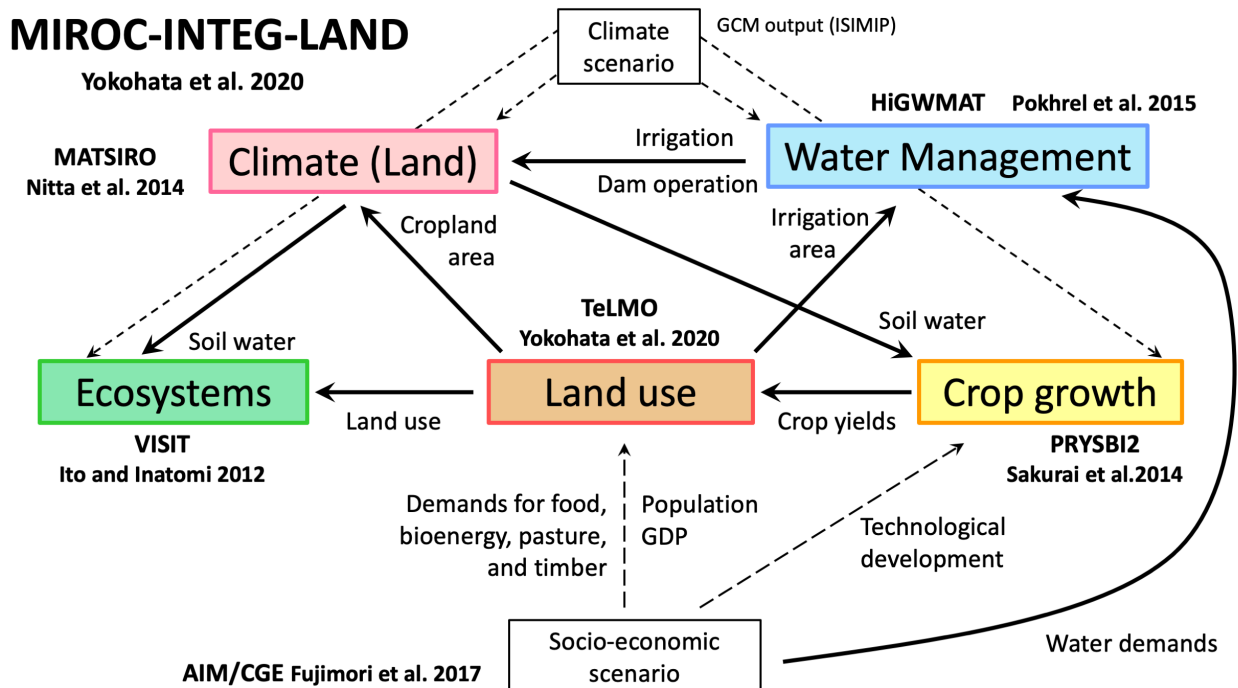 MIROC-INTEG-LAND
Yokohata et al. 2020
Climate
scenario
GCM output (ISIMIP)
HiGWMAT Pokhrel et al. 2015
MATSIRO
Nitta et al. 2014
Climate (Land)
Irrigation
Dam operation
Water Management
Cropland
area
Irrigation
area
TeLMO
Yokohata et al. 2020
Soil water
Soil water
Ecosystems
Land use
Land use
Crop yields
Crop growth
VISIT
Ito and Inatomi 2012
PRYSBI2
Sakurai et al.2014
Demands for food,
bioenergy, pasture,
and timber
Population
GDP
Technological
development
Socio-economic
scenario
Water demands
AIM/CGE Fujimori et al. 2017